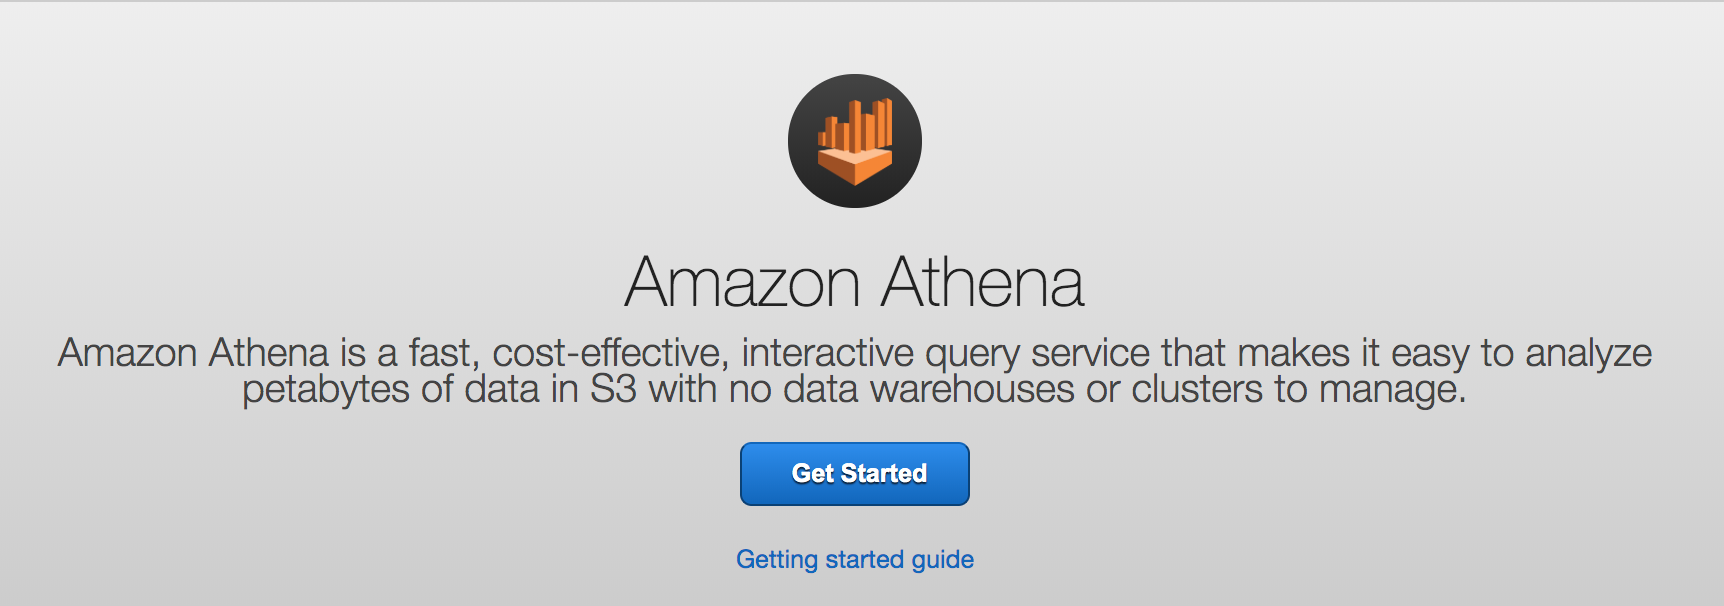 Amazon Athena
Amazon Athena is a fast, cost-effective, interactive query service that makes it easy to analyze
petabytes of data in S3 with no data warehouses or clusters to manage.
Get Started
Getting started guide